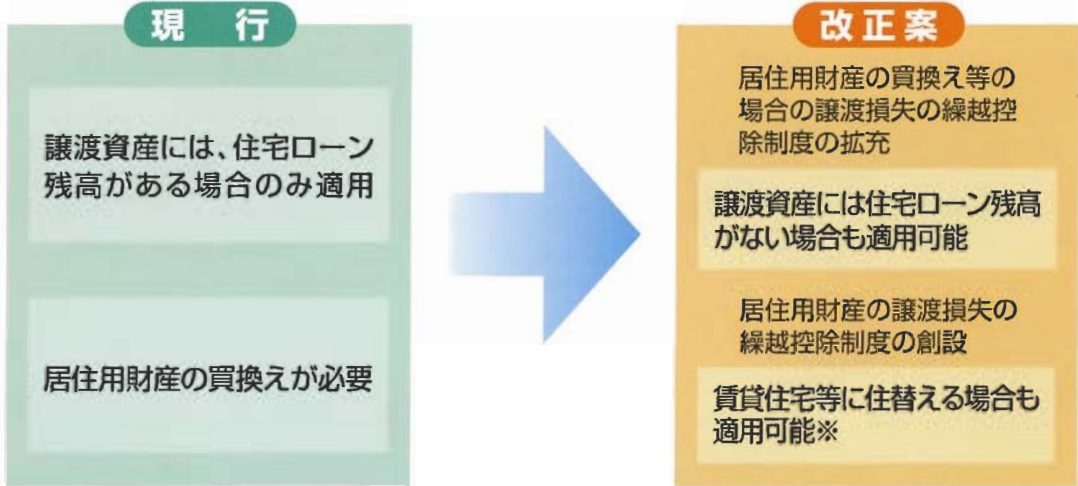 現 行
譲渡資産には、住宅ローン
残高がある場合のみ適用
居住用財産の買換えが必要
改正案
居住用財産の買換え等の
場合の譲渡損失の繰越控
除制度の拡充
譲渡資産には住宅ローン残高
がない場合も適用可能
居住用財産の譲渡損失の
繰越控除制度の創設
賃貸住宅等に住替える場合も
適用可能※